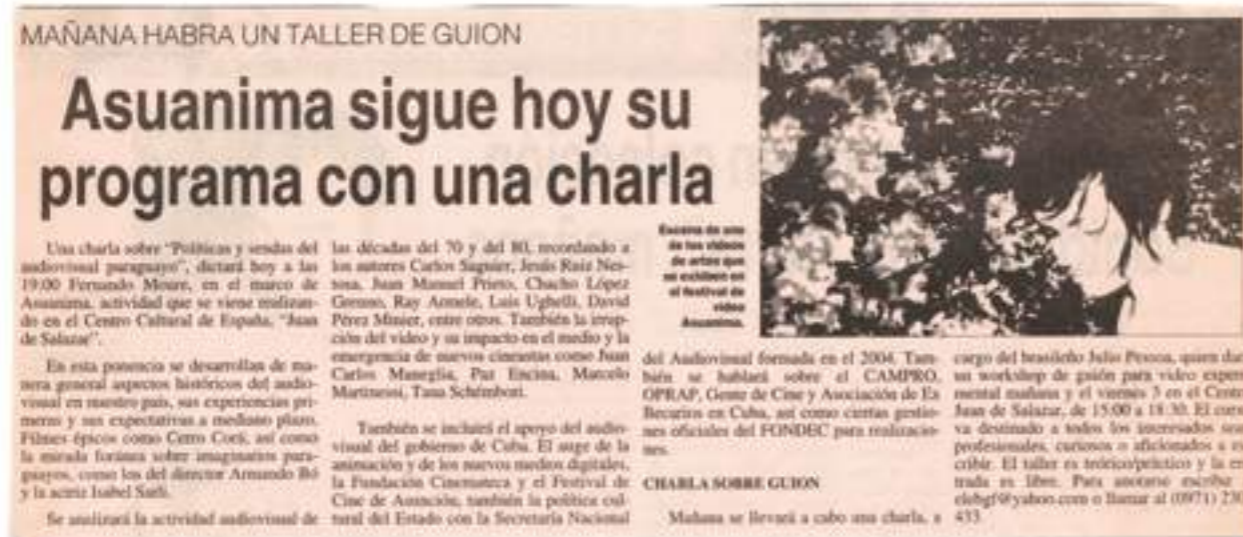 MAÑANA HABRA UN TALLER DE GUION
Asuanima sigue hoy su
programa con una charla
Una charla sobre "Políticas y sendas del
audiovisual paraguayo", dictará hoy a las
19:00 Fernando Moure, en el marco de
Asuanima, actividad que se viene realizan-
do en el Centro Cultural de España, "Juan
de Salazar".
En esta ponencia se desarrollan de ma-
nera general aspectos históricos del audio-
visual en nuestro país, sus experiencias pri-
meras y sus expectativas a mediano plazo.
Filmes épicos como Cerro Corá, así como
la mirada foránea sobre imaginarios para-
guayos, como los del director Armando Bó
y la actriz Isabel Sarli.
Se analizará la actividad audiovisual de
las décadas del 70 y del 80, recordando a
los autores Carlos Saguier, Jesús Ruiz Nes-
tosa, Juan Manuel Prieto, Chacho López
Ray Armele, Luis Ughelli, David
Pérez Minier, entre otros. También la irrup-
ción del video y su impacto en el medio y la
emergencia de nuevos cineastas como Juan
Carlos Maneglia, Paz Encina, Marcelo
Martinessi, Tana Schémbori.
También se incluirá el apoyo del audio-
visual del gobierno de Cuba. El auge de la
animación y de los nuevos medios digitales,
la Fundación Cinemateca y el Festival de
Cine de Asunción, también la política cul-
tural del Estado con la Secretaría Nacional
Escena de uno
de los videos
de artes que
se exhiben en
el festival de
video
Asuanima.
del Audiovisual formada en el 2004. Tam-
bién se hablará sobre el CAMPRO,
OPRAP, Gente de Cine y Asociación de Ex
Becarios en Cuba, así como ciertas gestio-
nes oficiales del FONDEC para realizacio-
nes.
CHARLA SOBRE GUION
Mañana se llevará a cabo una charla, a
cargo del brasileño Julio Pessoa, quien
un workshop de guión para video experi
mental mañana y el viernes 3 en el Centro
Juan de Salazar, de 15:00 a 18:30. El curso
va destinado a todos los interesados sean
profesionales, curiosos o aficionados a es
cribir. El taller es teórico/práctico y la en
trada es libre. Para anotarse escribir
elebgf@yahoo.com o llamar al (0971) 230
433